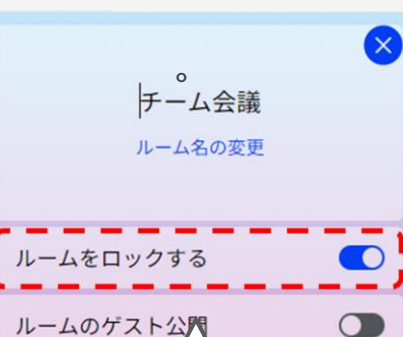 チーム会議
ルーム名の変更
ルームをロックする
ルームのゲスト公開